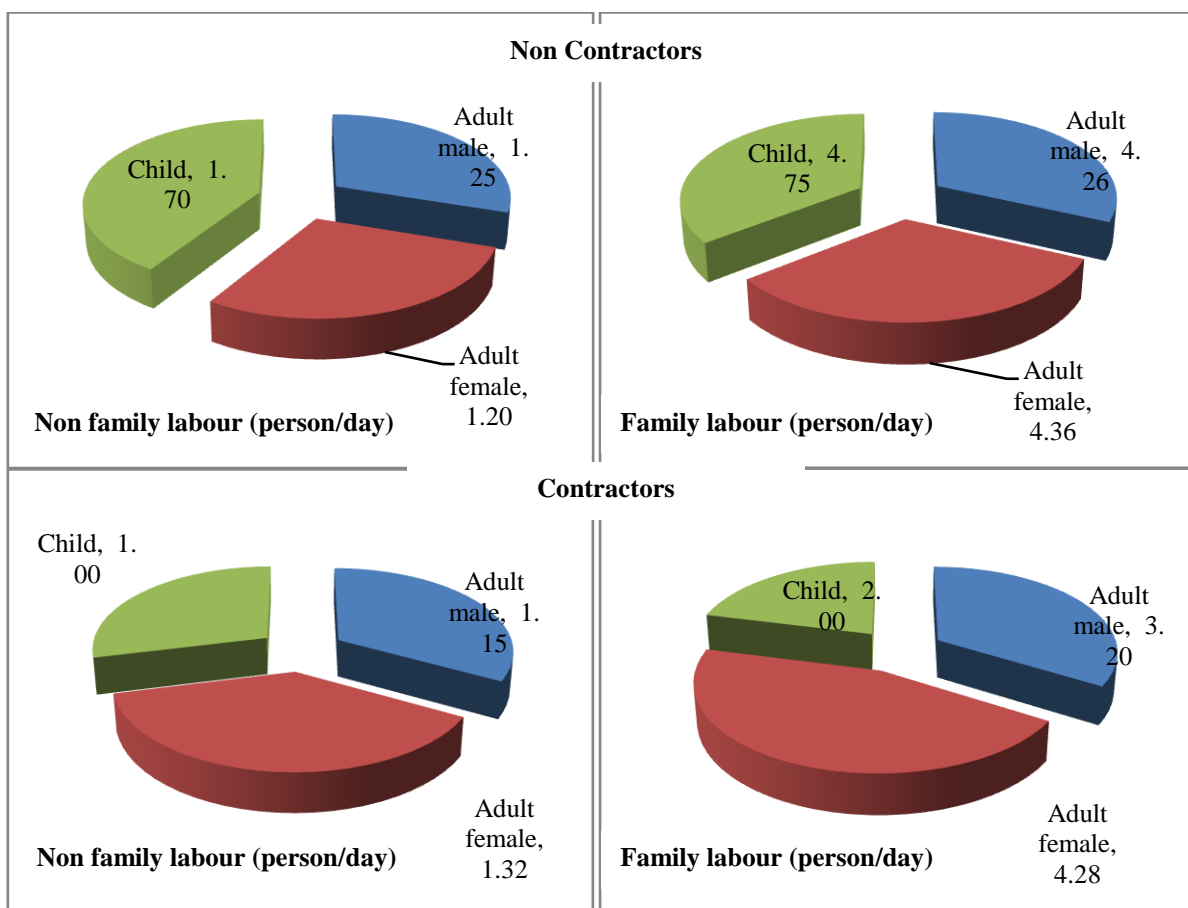 Non Contractors
Child, 1.
70
Adult
male, 1.
25
Adult
female,
1.20
Non family labour (person/day)
Child, 4.
75
Adult
male, 4.
26
Adult
female,
4.36
Family labour (person/day)
Contractors
Child, 1.
00
Adult
male, 1.
15
Adult
female,
1.32
Non family labour (person/day)
Child, 2.
00
Adult
male, 3.
20
Adult
female,
4.28
Family labour (person/day)